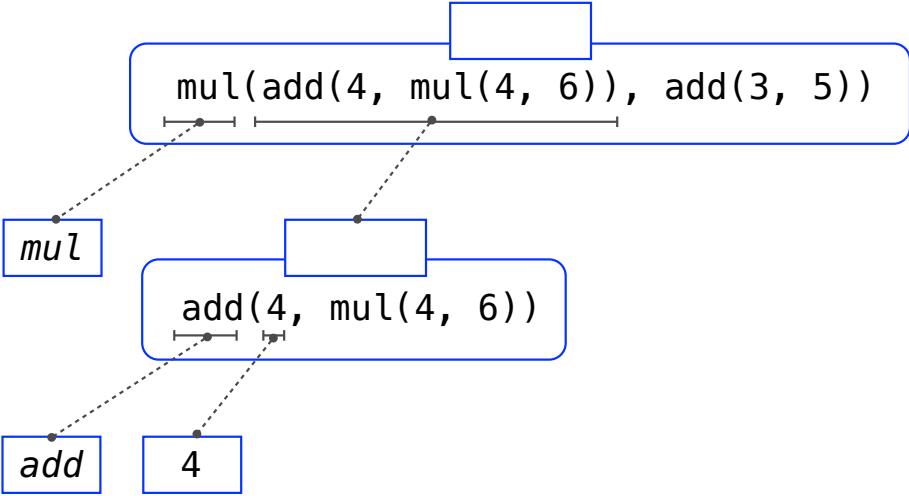 mul(add(4, mul(4, 6)), add(3, 5))
mul
add(4, mul(4, 6))
add
4